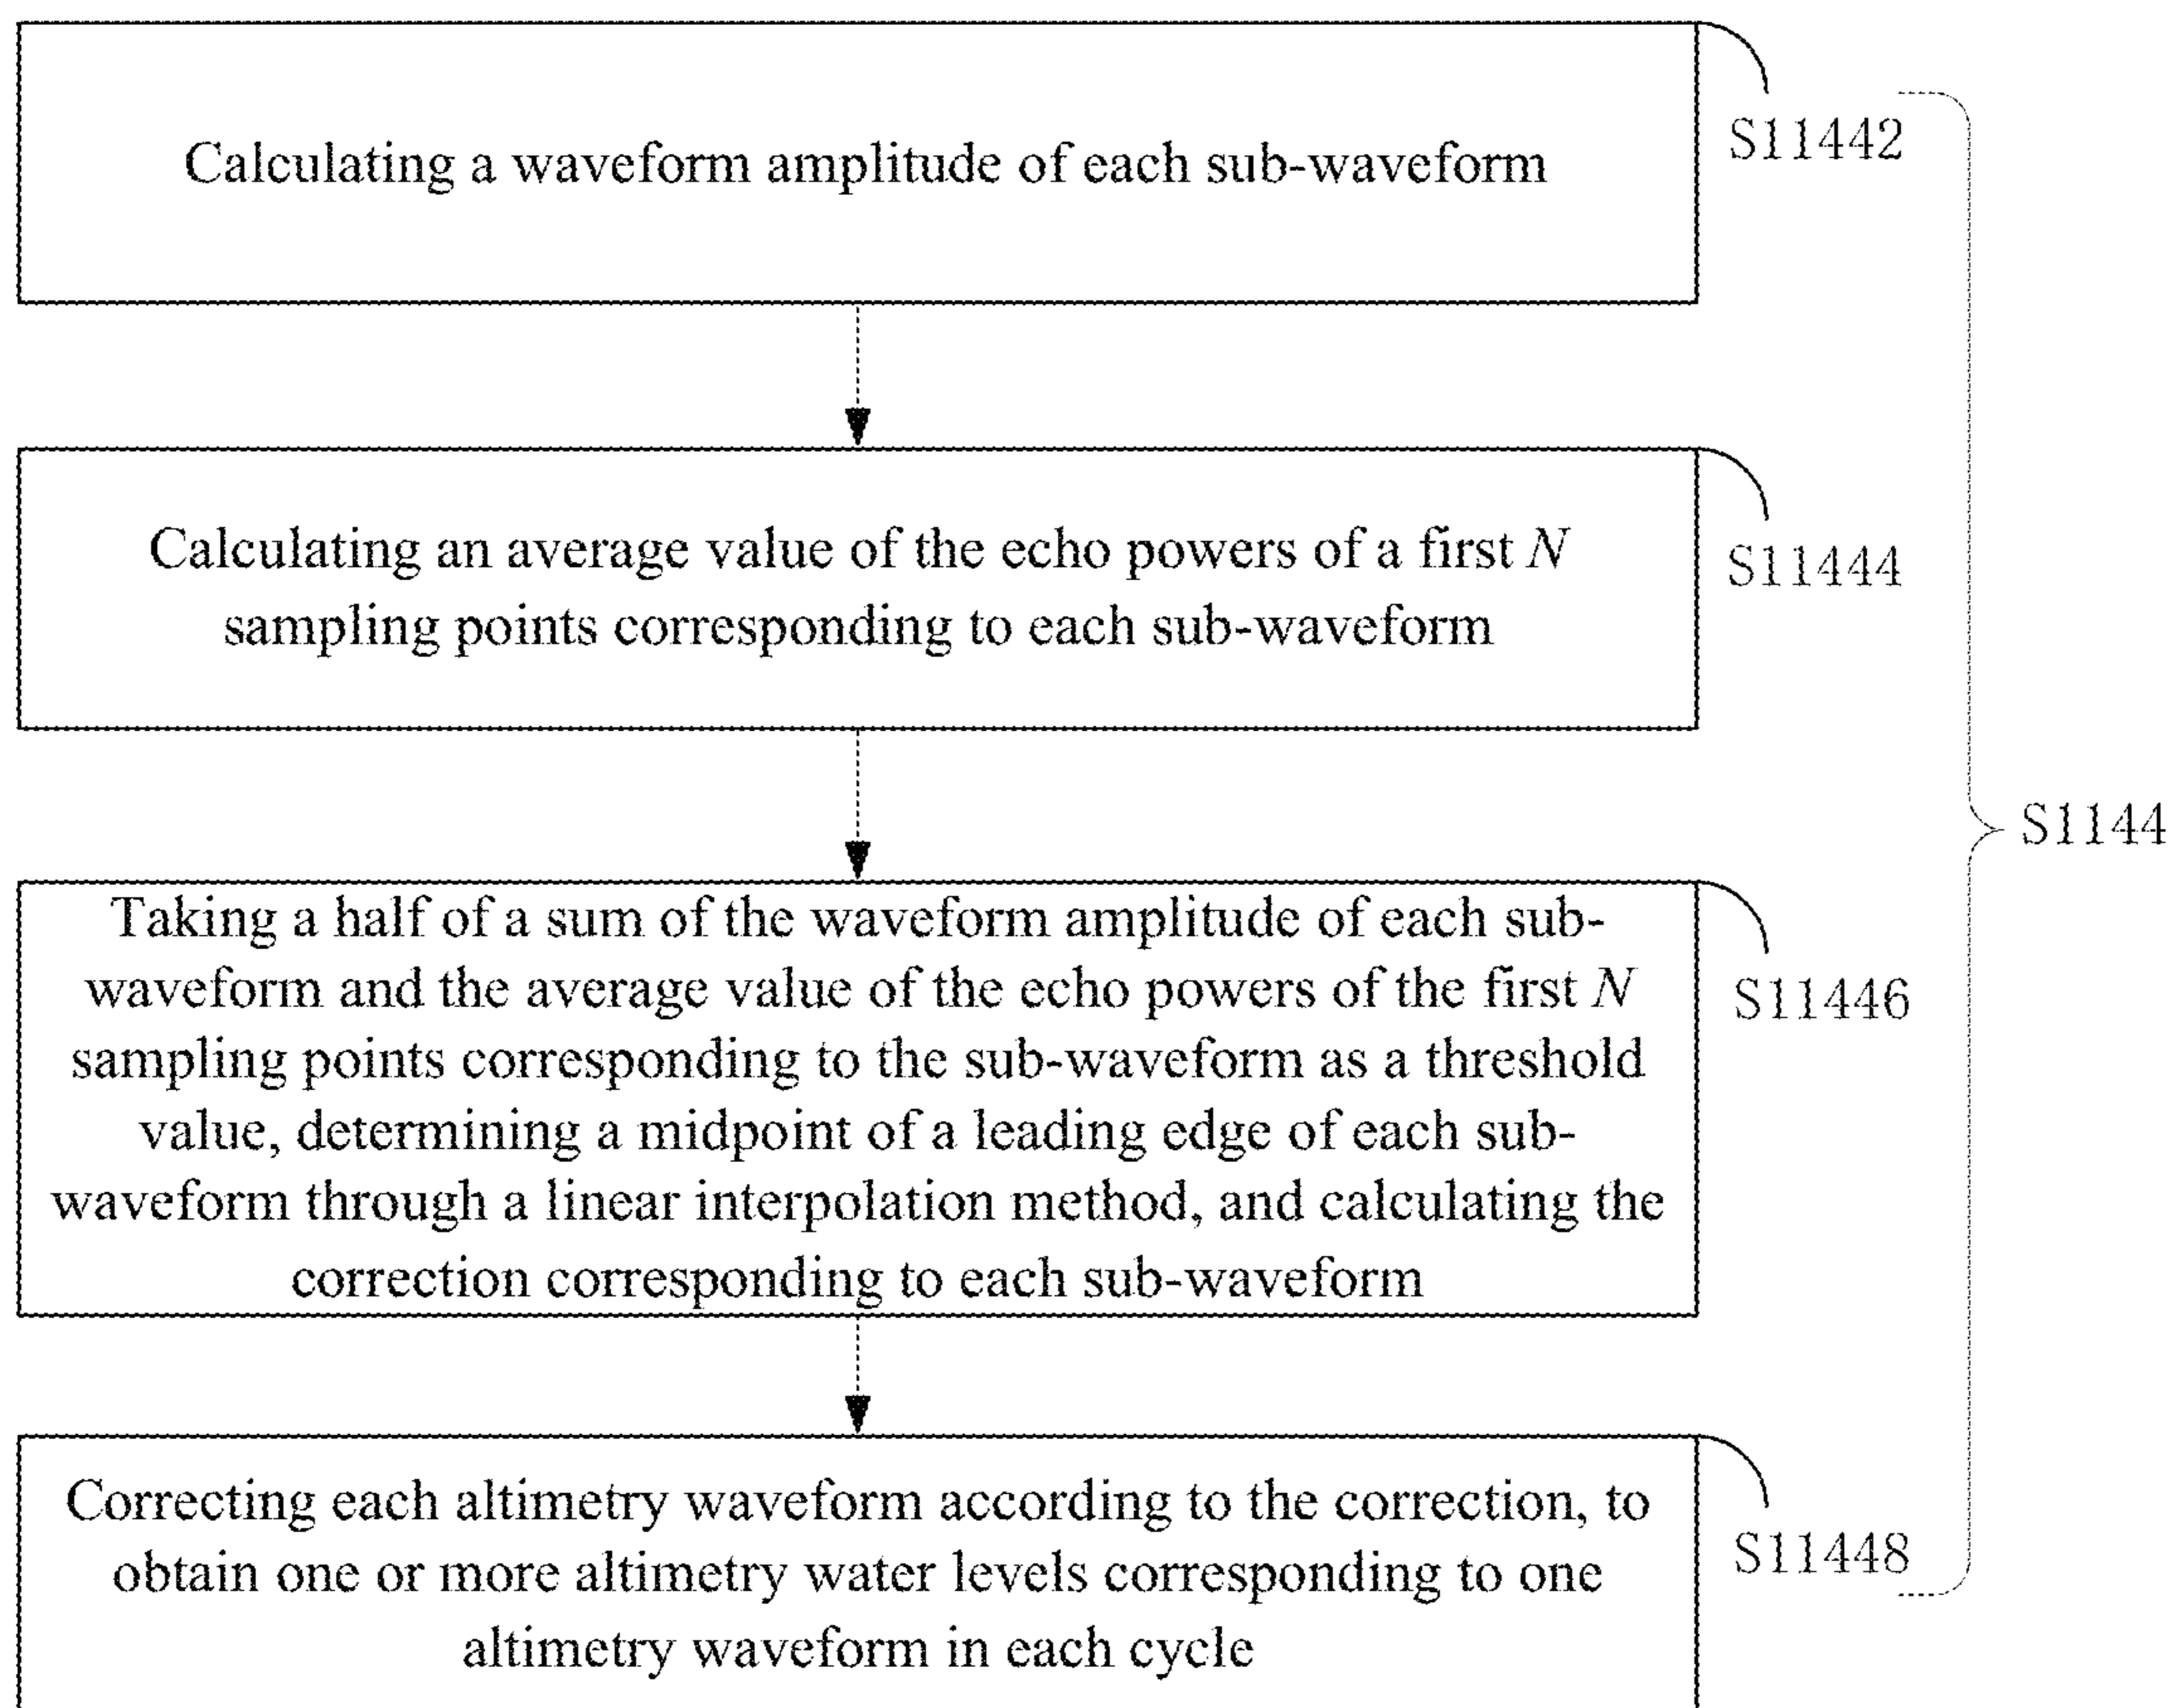 Calculating a waveform amplitude of each sub-waveform
S11442
Calculating an average value of the echo powers of a first N
sampling points corresponding to each sub-waveform
S11444
Taking a half of a sum of the waveform amplitude of each sub-
waveform and the average value of the echo powers of the first N
sampling points corresponding to the sub-waveform as a threshold
value, determining a midpoint of a leading edge of each sub-
waveform through a linear interpolation method, and calculating the
correction corresponding to each sub-waveform
S11446
Correcting each altimetry waveform according to the correction, to
obtain one or more altimetry water levels corresponding to one
altimetry waveform in each cycle
S11448
S1144